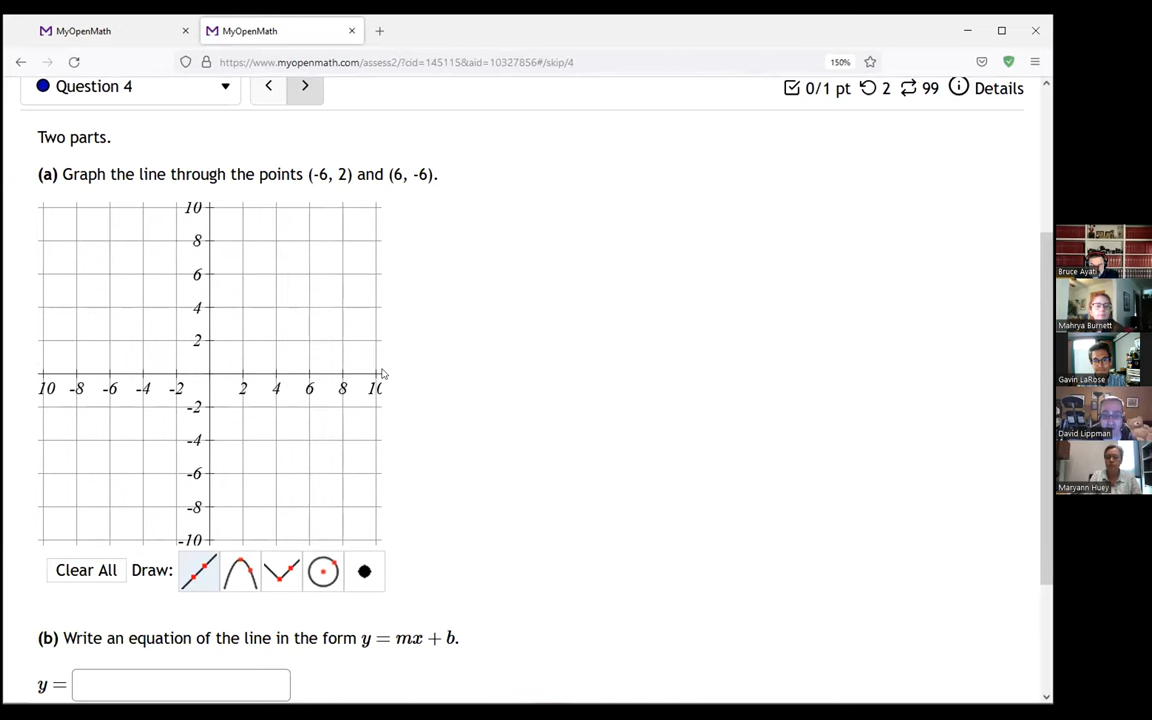 MyOpenMath
MyOpenMath
https://www.myopenmath.com/assess2/?cid=145115&aid=10327856#/skip/4
150%
Question 4
0/1 pt 2 99 Details
Two parts.
(a) Graph the line through the points (-6, 2) and (6, -6).
10
8
6
4
2
10 -8 -6 -4 -2 2 4 6 8 10
-2
-4
-6
-8
-10
Clear All Draw:
(b) Write an equation of the line in the form y = mx + b.
y =
Bruce Ayati
Mahrya Burnett
Gavin LaRose
David Lippman
Maryann Huey